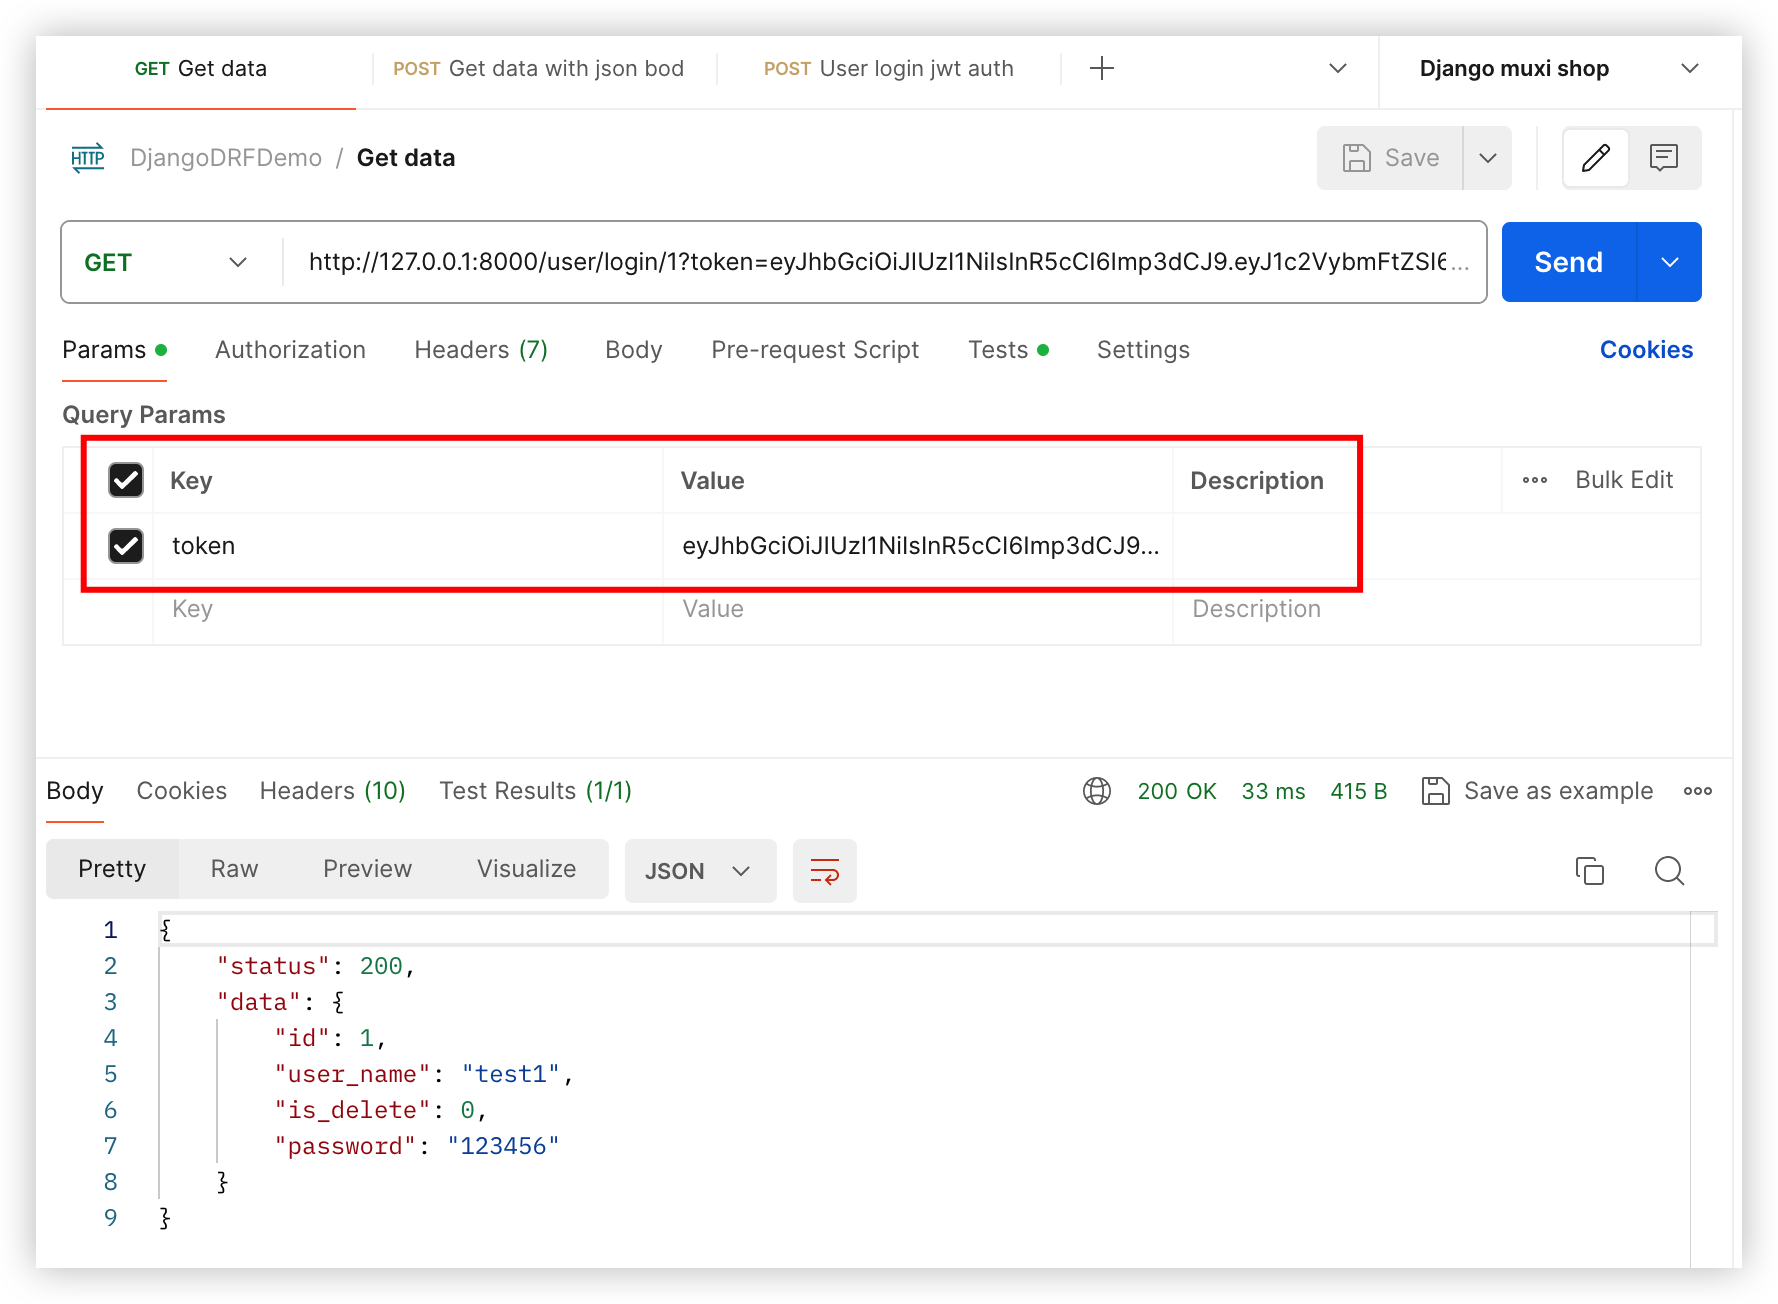 GET Get data
POST Get data with json bod
POST User login jwt auth
Django muxi shop
HTTP DjangoDRFDemo / Get data
Save
GET
http://127.0.0.1:8000/user/login/1?token=eyJhbGciOiJIUzI1NiIsInR5cCI6Imp3dCJ9.eyJ1c2VybmFtZSI6...
Send
Params Authorization Headers (7) Body Pre-request Script Tests Settings Cookies
Query Params
Key Value Description ••• Bulk Edit
token eyJhbGciOiJIUzI1NiIsInR5cCI6Imp3dCJ9...
Key Value Description
Body Cookies Headers (10) Test Results (1/1) 200 OK 33 ms 415 B Save as example
Pretty Raw Preview Visualize JSON
1 {
2 "status": 200,
3 "data": {
4 "id": 1,
5 "user_name": "test1",
6 "is_delete": 0,
7 "password": "123456"
8 }
9 }